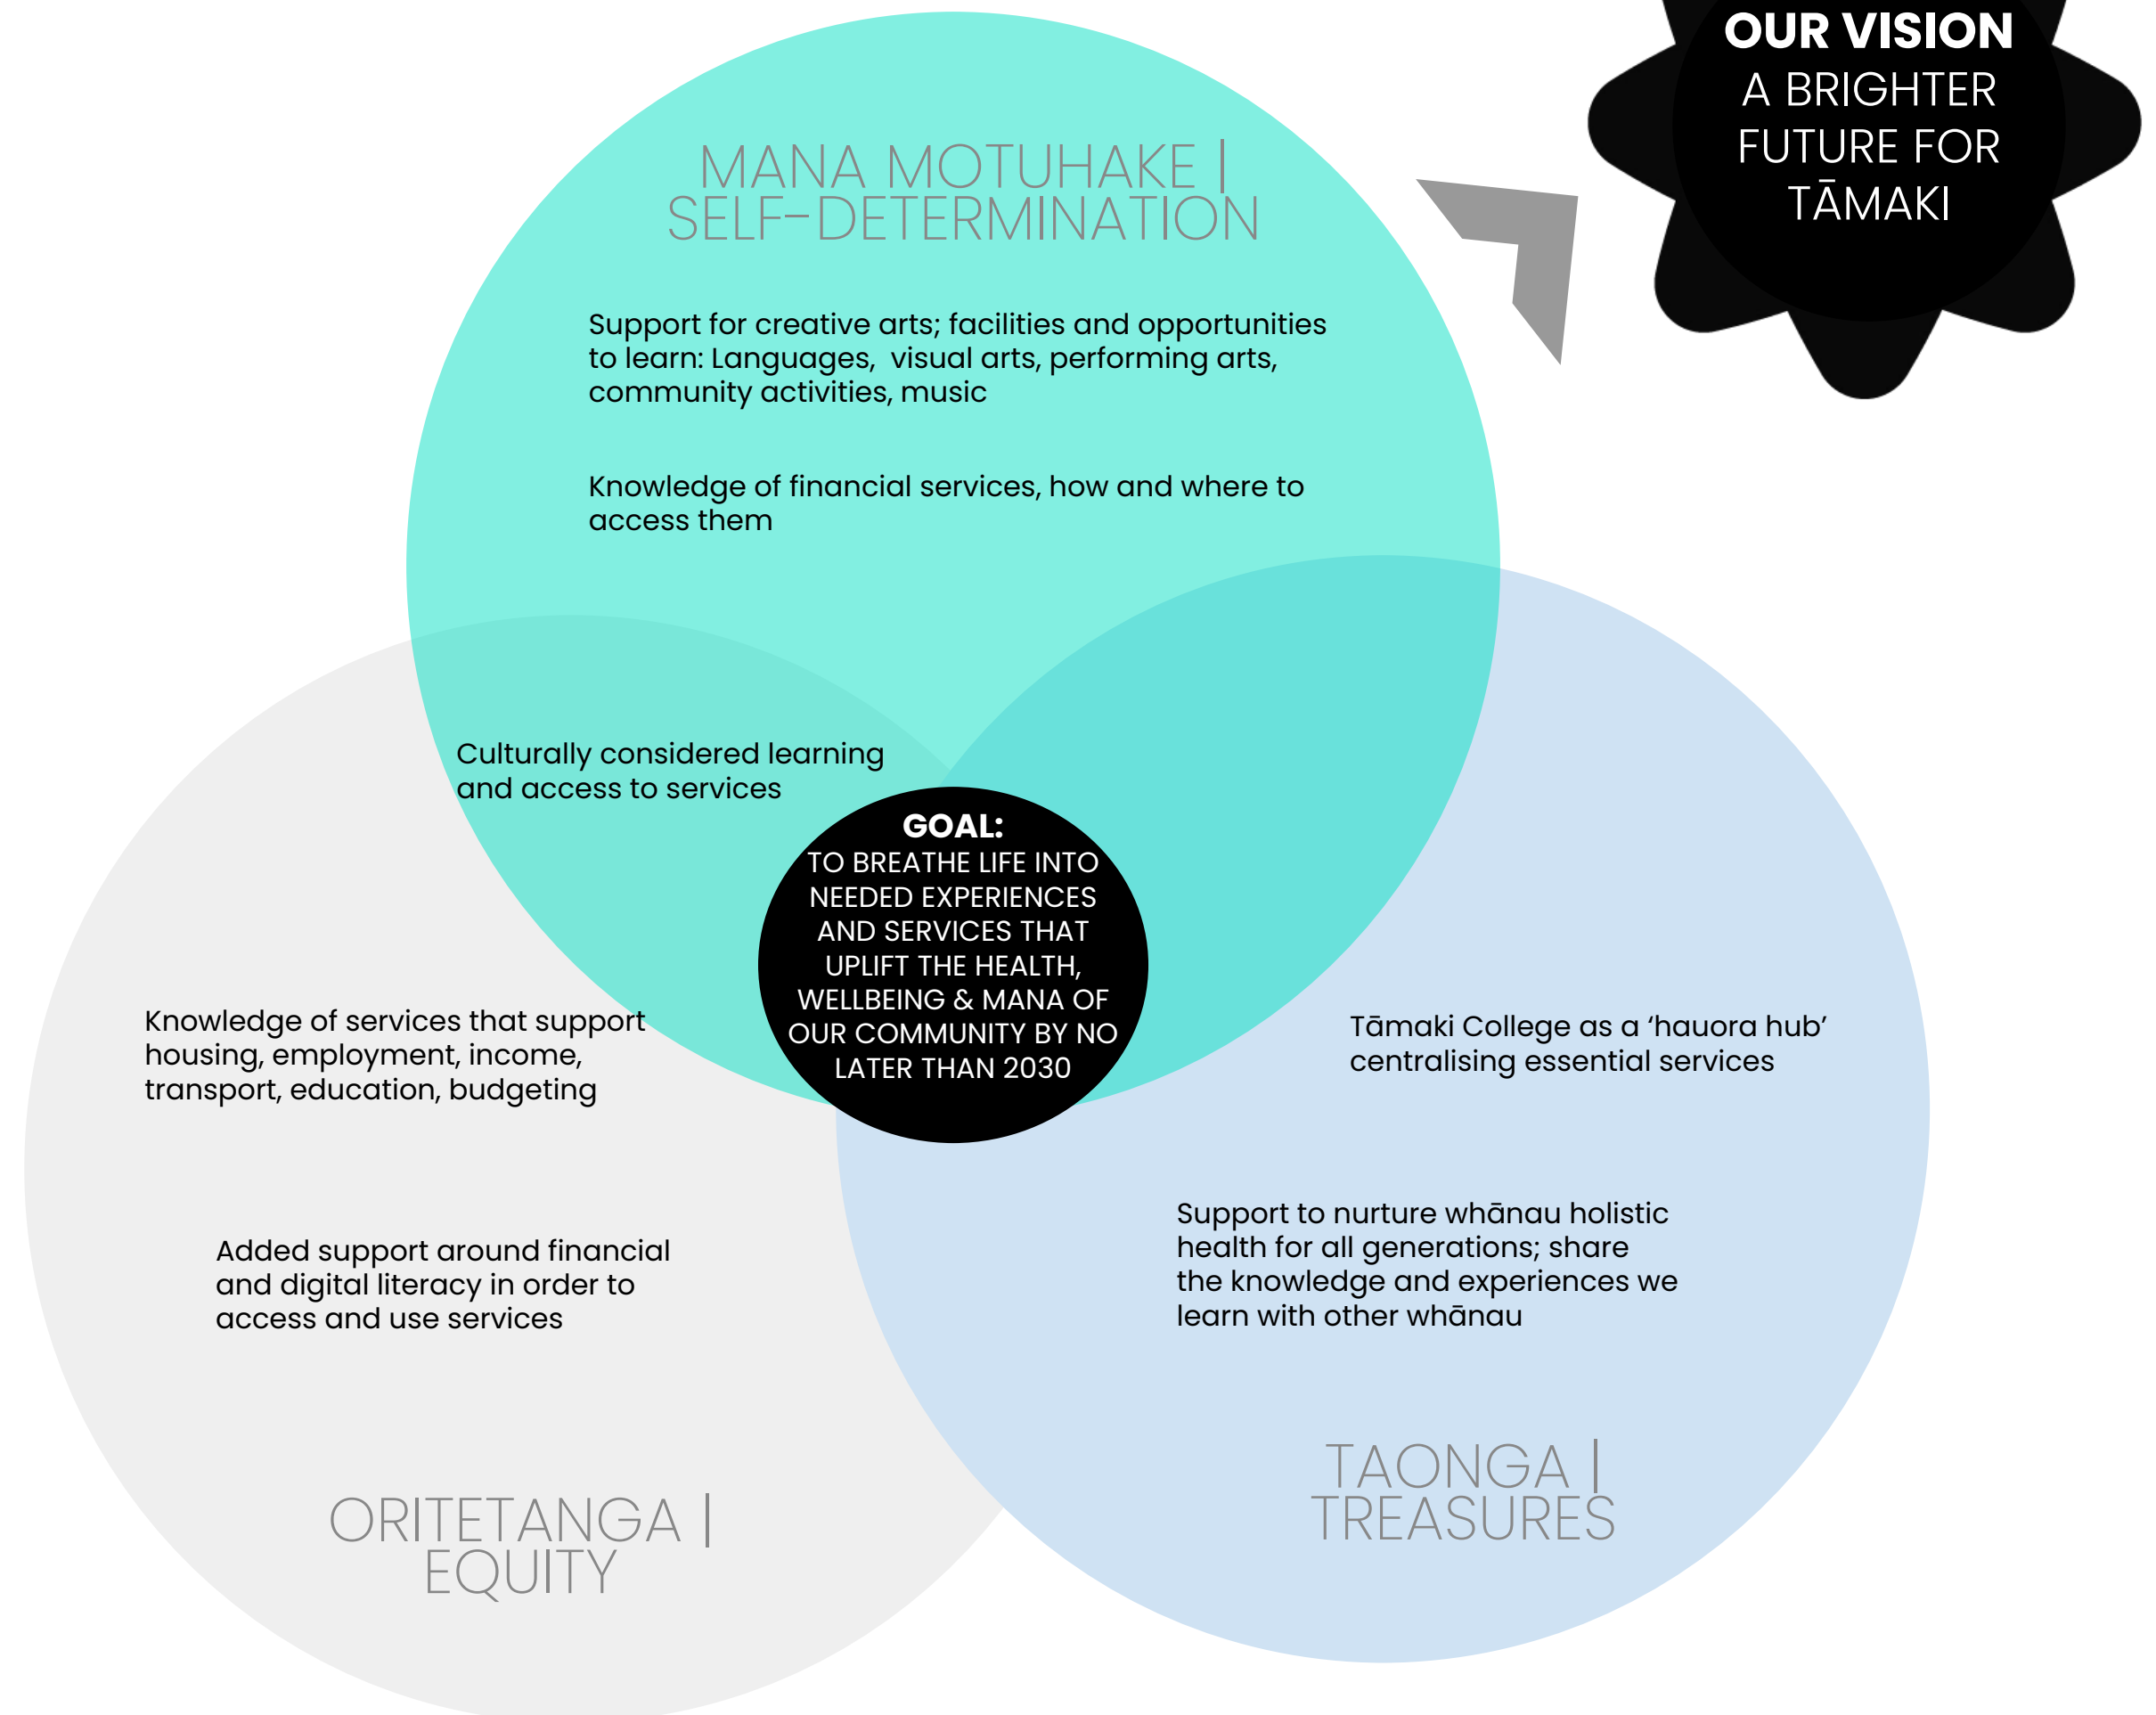 OUR VISION
A BRIGHTER
FUTURE FOR
TĀMAKI
MANA MOTUHAKE |
SELF-DETERMINATION
Support for creative arts; facilities and opportunities
to learn: Languages, visual arts, performing arts,
community activities, music
Knowledge of financial services, how and where to
access them
Culturally considered learning
and access to services
GOAL:
TO BREATHE LIFE INTO
NEEDED EXPERIENCES
AND SERVICES THAT
UPLIFT THE HEALTH,
WELLBEING & MANA OF
OUR COMMUNITY BY NO
LATER THAN 2030
Knowledge of services that support
housing, employment, income,
transport, education, budgeting
Added support around financial
and digital literacy in order to
access and use services
ORITETANGA |
EQUITY
Tāmaki College as a ‘hauora hub’
centralising essential services
Support to nurture whānau holistic
health for all generations; share
the knowledge and experiences we
learn with other whānau
TAONGA |
TREASURES